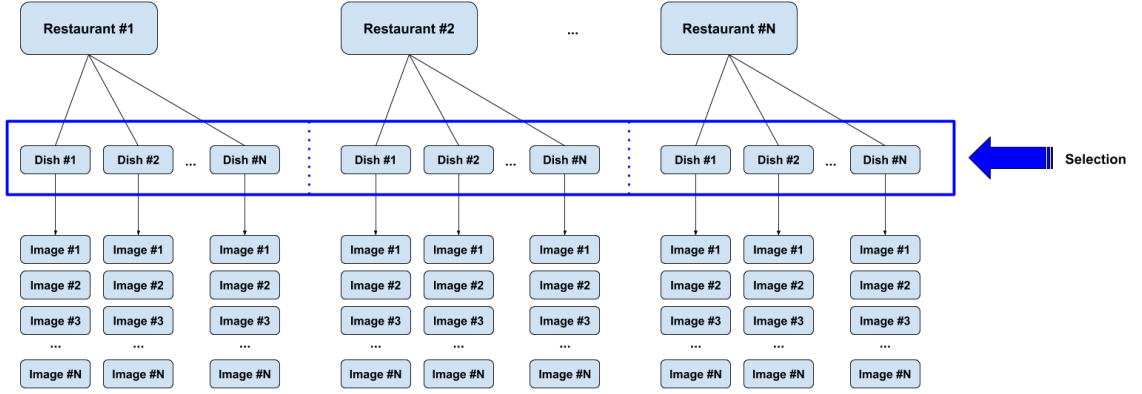 Restaurant #1 Restaurant #2 ... Restaurant #N
Dish #1 Dish #2 ... Dish #N Dish #1 Dish #2 ... Dish #N Dish #1 Dish #2 ... Dish #N Selection
Image #1 Image #1 Image #1 Image #1 Image #1 Image #1 Image #1 Image #1 Image #1
Image #2 Image #2 Image #2 Image #2 Image #2 Image #2 Image #2 Image #2 Image #2
Image #3 Image #3 Image #3 Image #3 Image #3 Image #3 Image #3 Image #3 Image #3
... ... ... ... ... ... ... ... ...
Image #N Image #N Image #N Image #N Image #N Image #N Image #N Image #N Image #N